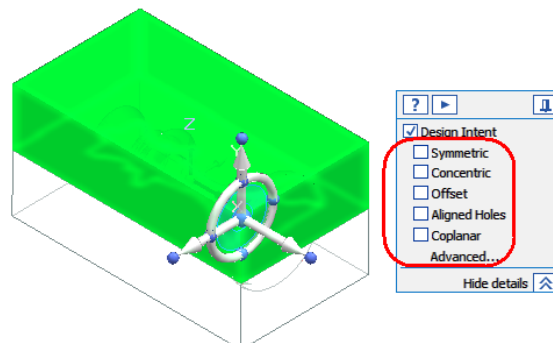 Z
Y
X
?
Design Intent
Symmetric
Concentric
Offset
Aligned Holes
Coplanar
Advanced...
Hide details